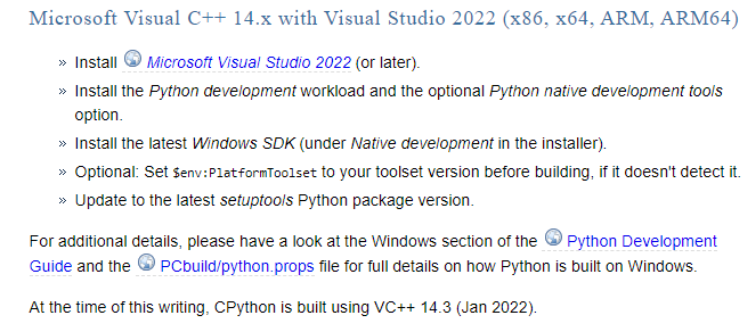 Microsoft Visual C++ 14.x with Visual Studio 2022 (x86, x64, ARM, ARM64)
» Install Microsoft Visual Studio 2022 (or later).
» Install the Python development workload and the optional Python native development tools
option.
» Install the latest Windows SDK (under Native development in the installer).
» Optional: Set $env:PlatformToolset to your toolset version before building, if it doesn't detect it.
» Update to the latest setuptools Python package version.
For additional details, please have a look at the Windows section of the Python Development
Guide and the PCbuild/python.props file for full details on how Python is built on Windows.
At the time of this writing, CPython is built using VC++ 14.3 (Jan 2022).